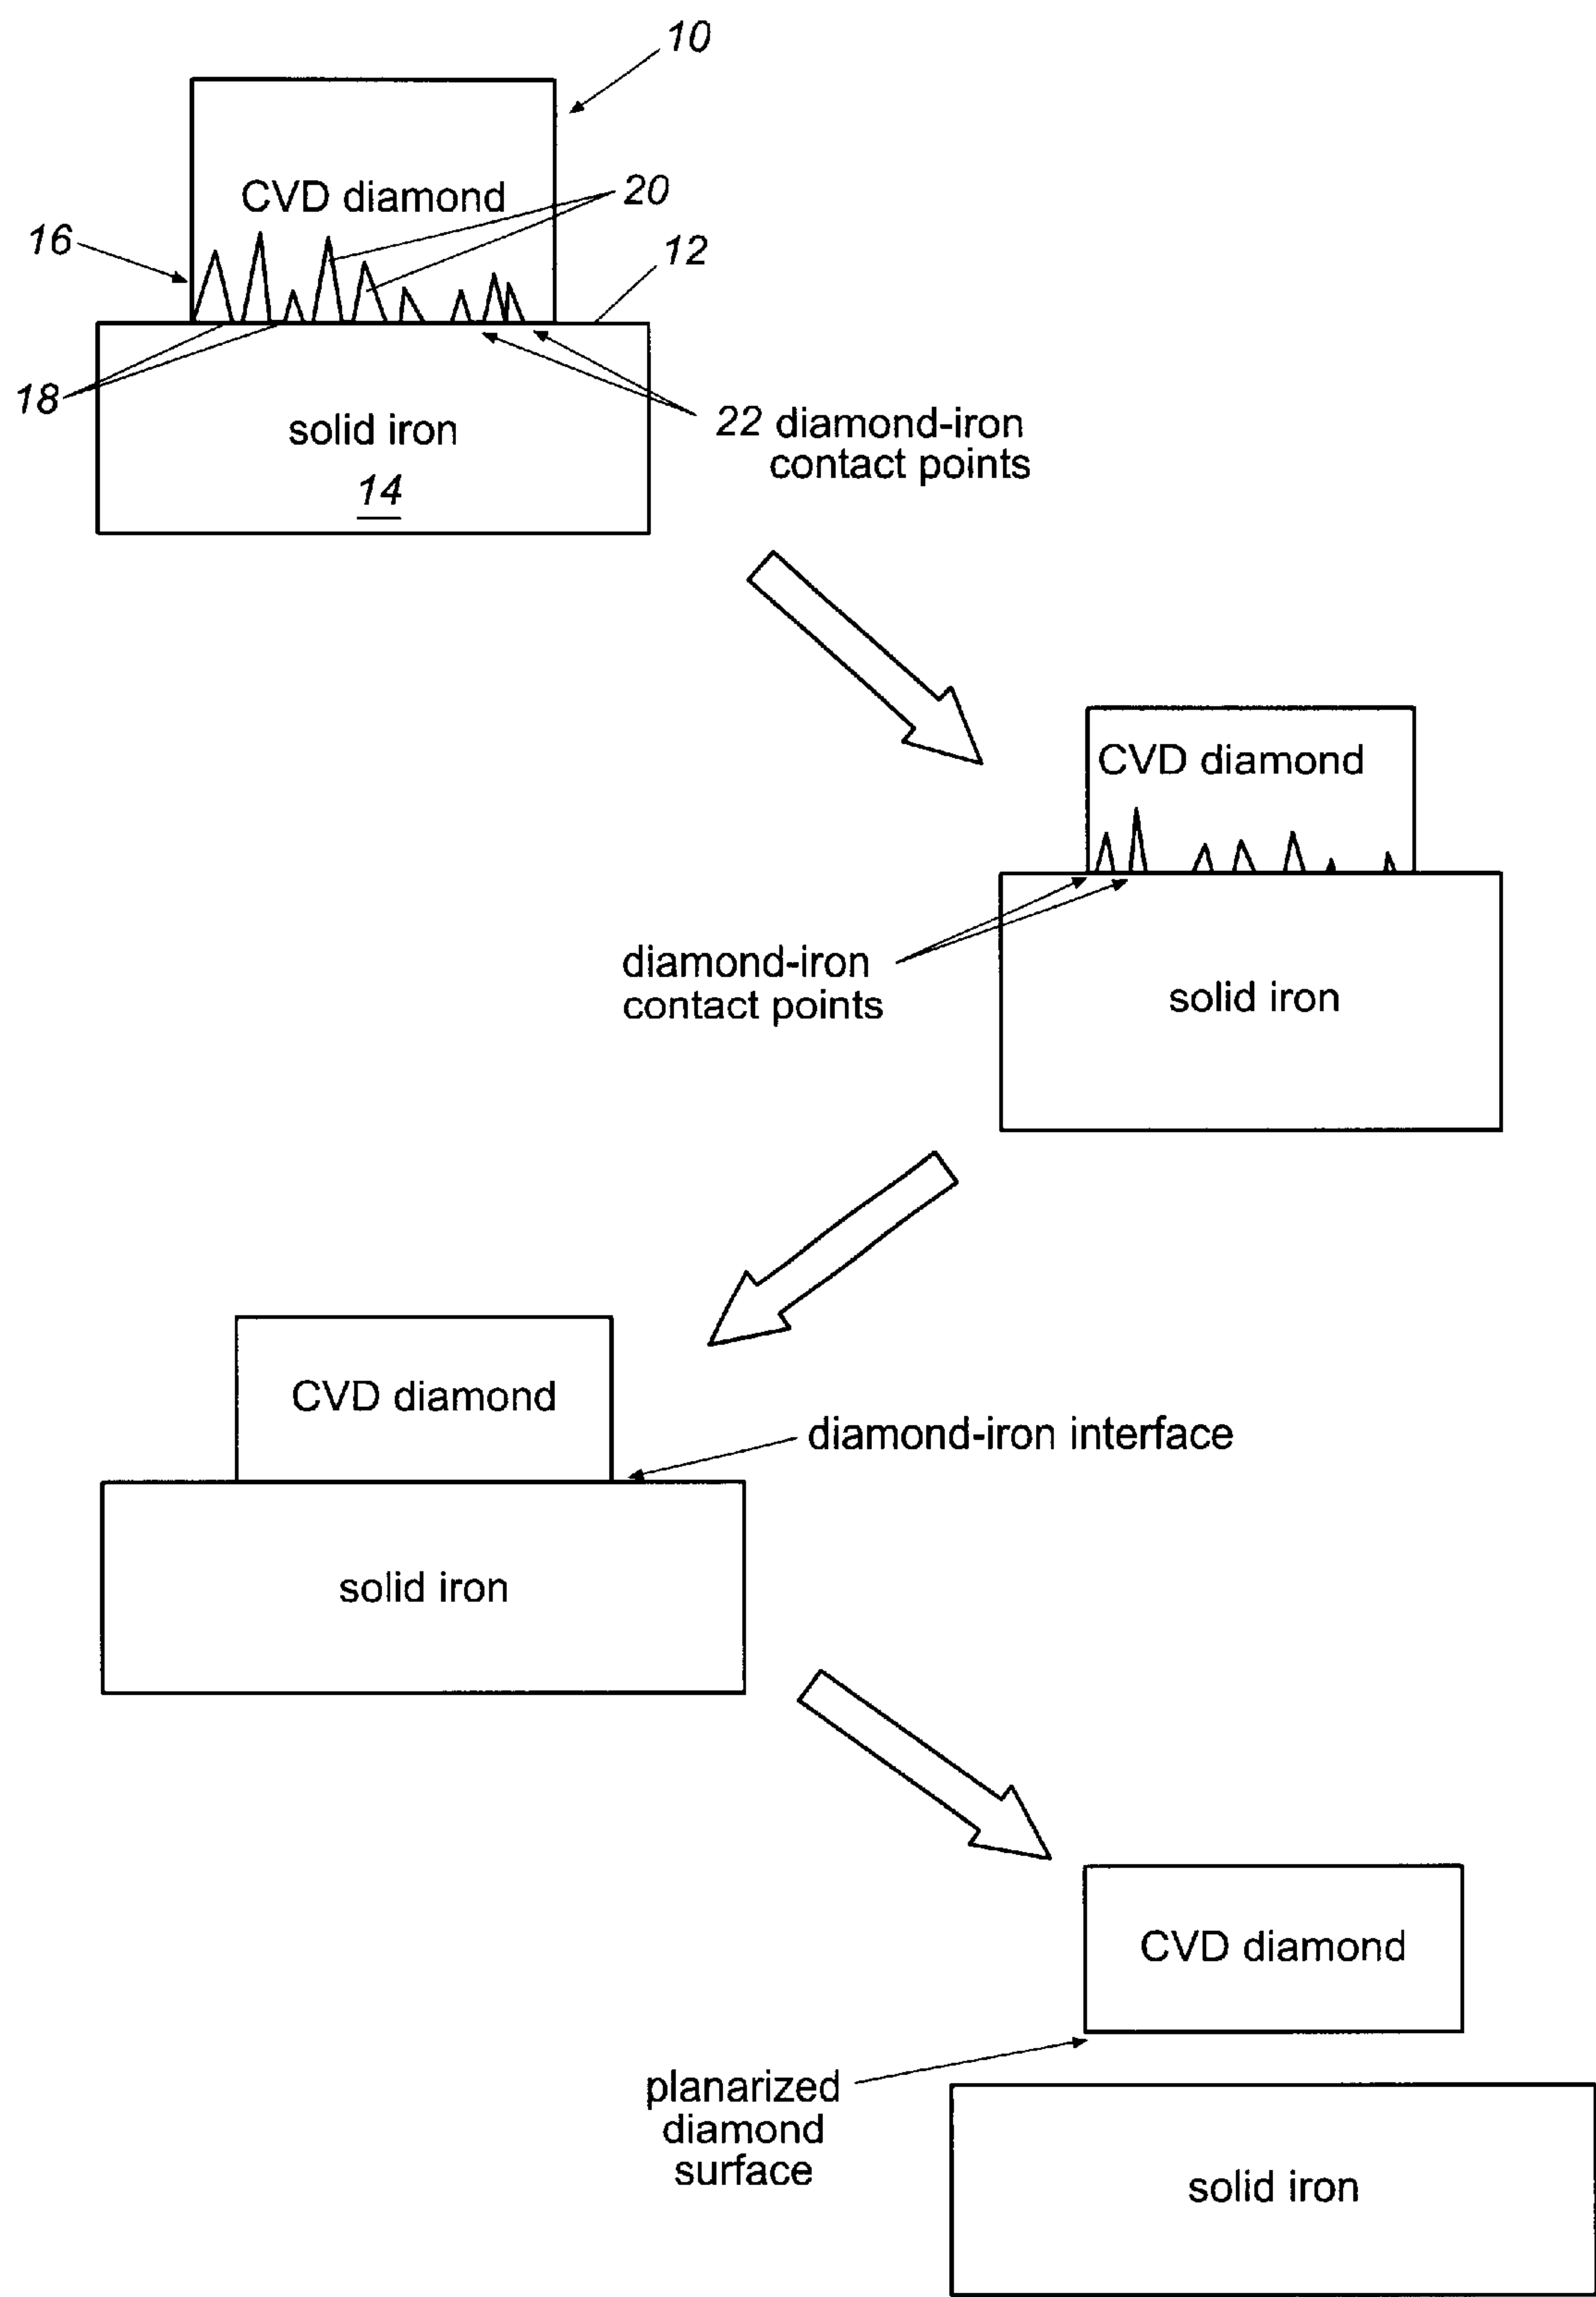 10
CVD diamond
20
16
12
18
solid iron
22 diamond-iron
contact points
14
CVD diamond
diamond-iron
contact points
solid iron
CVD diamond
diamond-iron interface
solid iron
CVD diamond
planarized
diamond
surface
solid iron